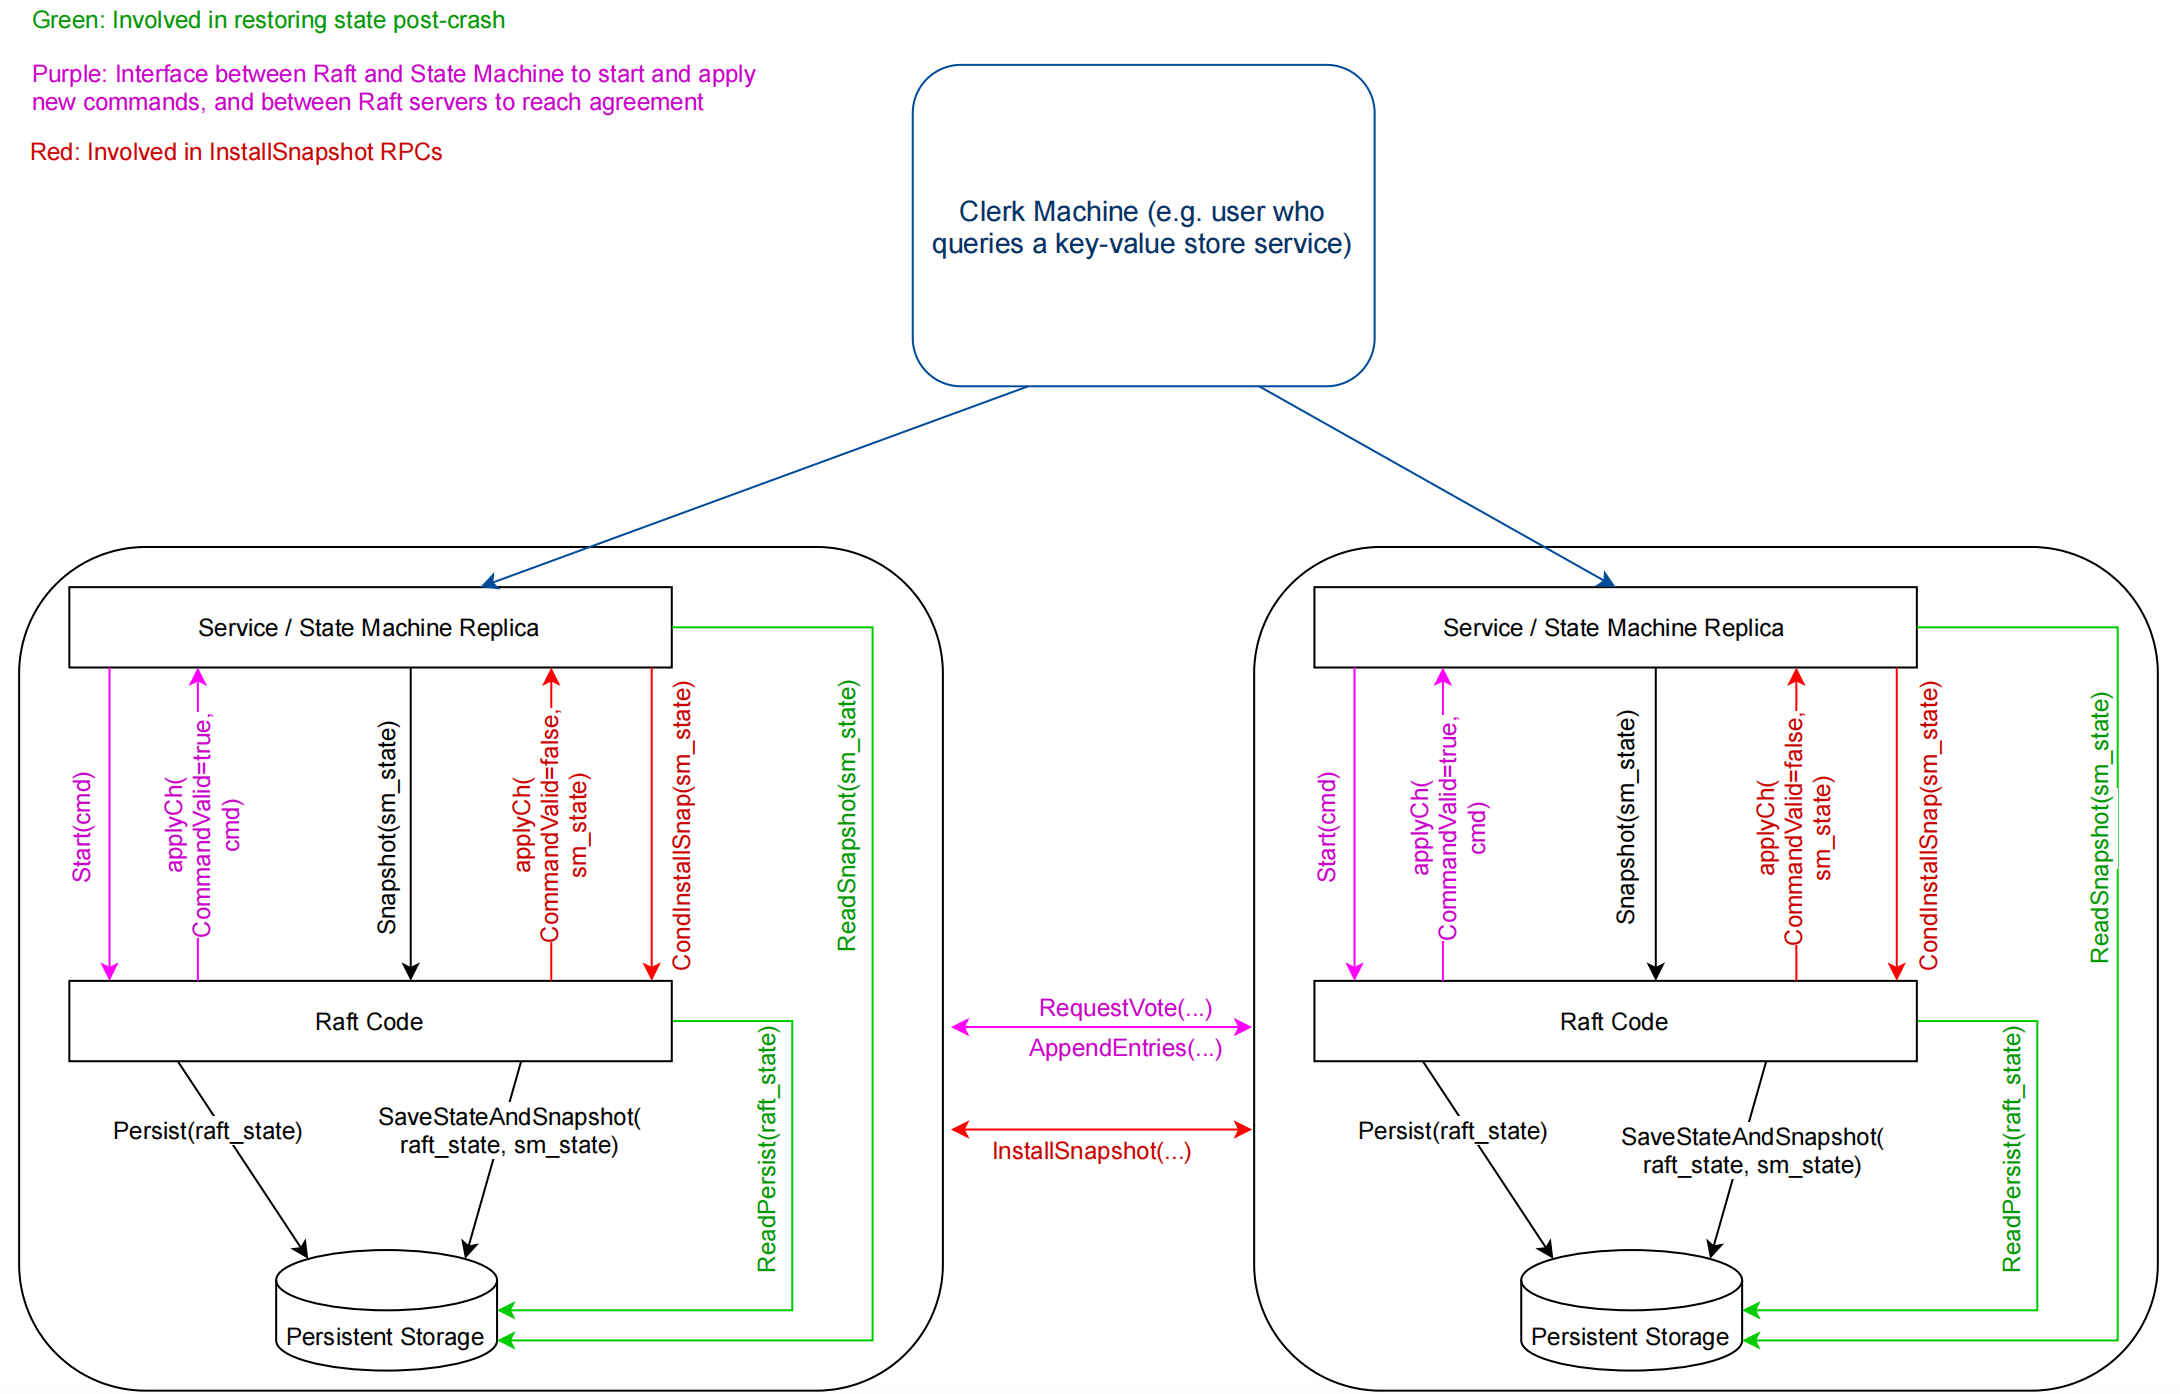 Green: Involved in restoring state post-crash
Purple: Interface between Raft and State Machine to start and apply
new commands, and between Raft servers to reach agreement
Red: Involved in InstallSnapshot RPCs
Clerk Machine (e.g. user who
queries a key-value store service)
Service / State Machine Replica
Start(cmd)
applyCh(
CommandValid=true,
cmd)
Snapshot(sm_state)
applyCh(
CommandValid=false,
sm_state)
CondInstallSnap(sm_state)
ReadSnapshot(sm_state)
Raft Code
Persist(raft_state)
SaveStateAndSnapshot(
raft_state, sm_state)
ReadPersist(raft_state)
Persistent Storage
RequestVote(...)
AppendEntries(...)
InstallSnapshot(...)
Service / State Machine Replica
Start(cmd)
applyCh(
CommandValid=true,
cmd)
Snapshot(sm_state)
applyCh(
CommandValid=false,
sm_state)
CondInstallSnap(sm_state)
ReadSnapshot(sm_state)
Raft Code
Persist(raft_state)
SaveStateAndSnapshot(
raft_state, sm_state)
ReadPersist(raft_state)
Persistent Storage